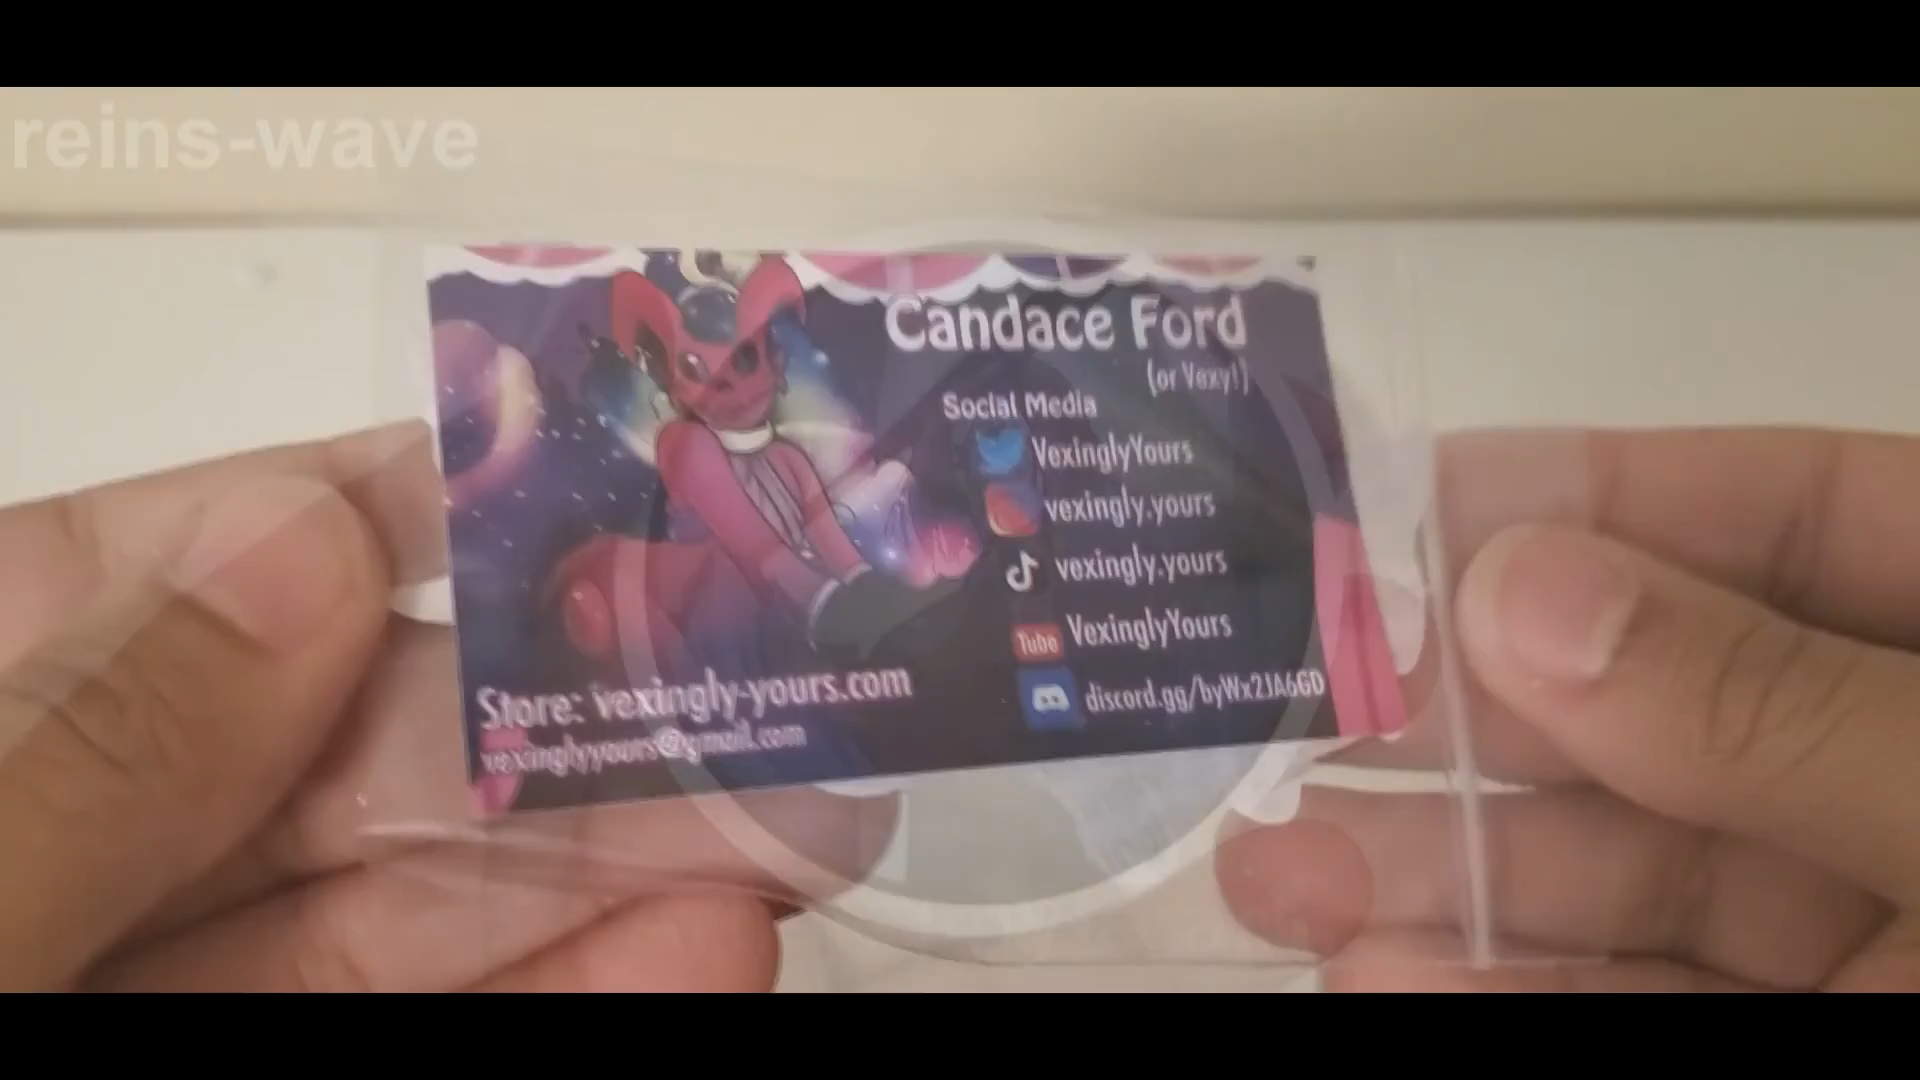 reins-wave
Candace Ford
(or Vexy!)
Social Media
VexinglyYours
vexingly.yours
vexingly.yours
Tube VexinglyYours
discord.gg/byWx2JA6GD
Store: vexingly-yours.com
vexinglyyours@gmail.com